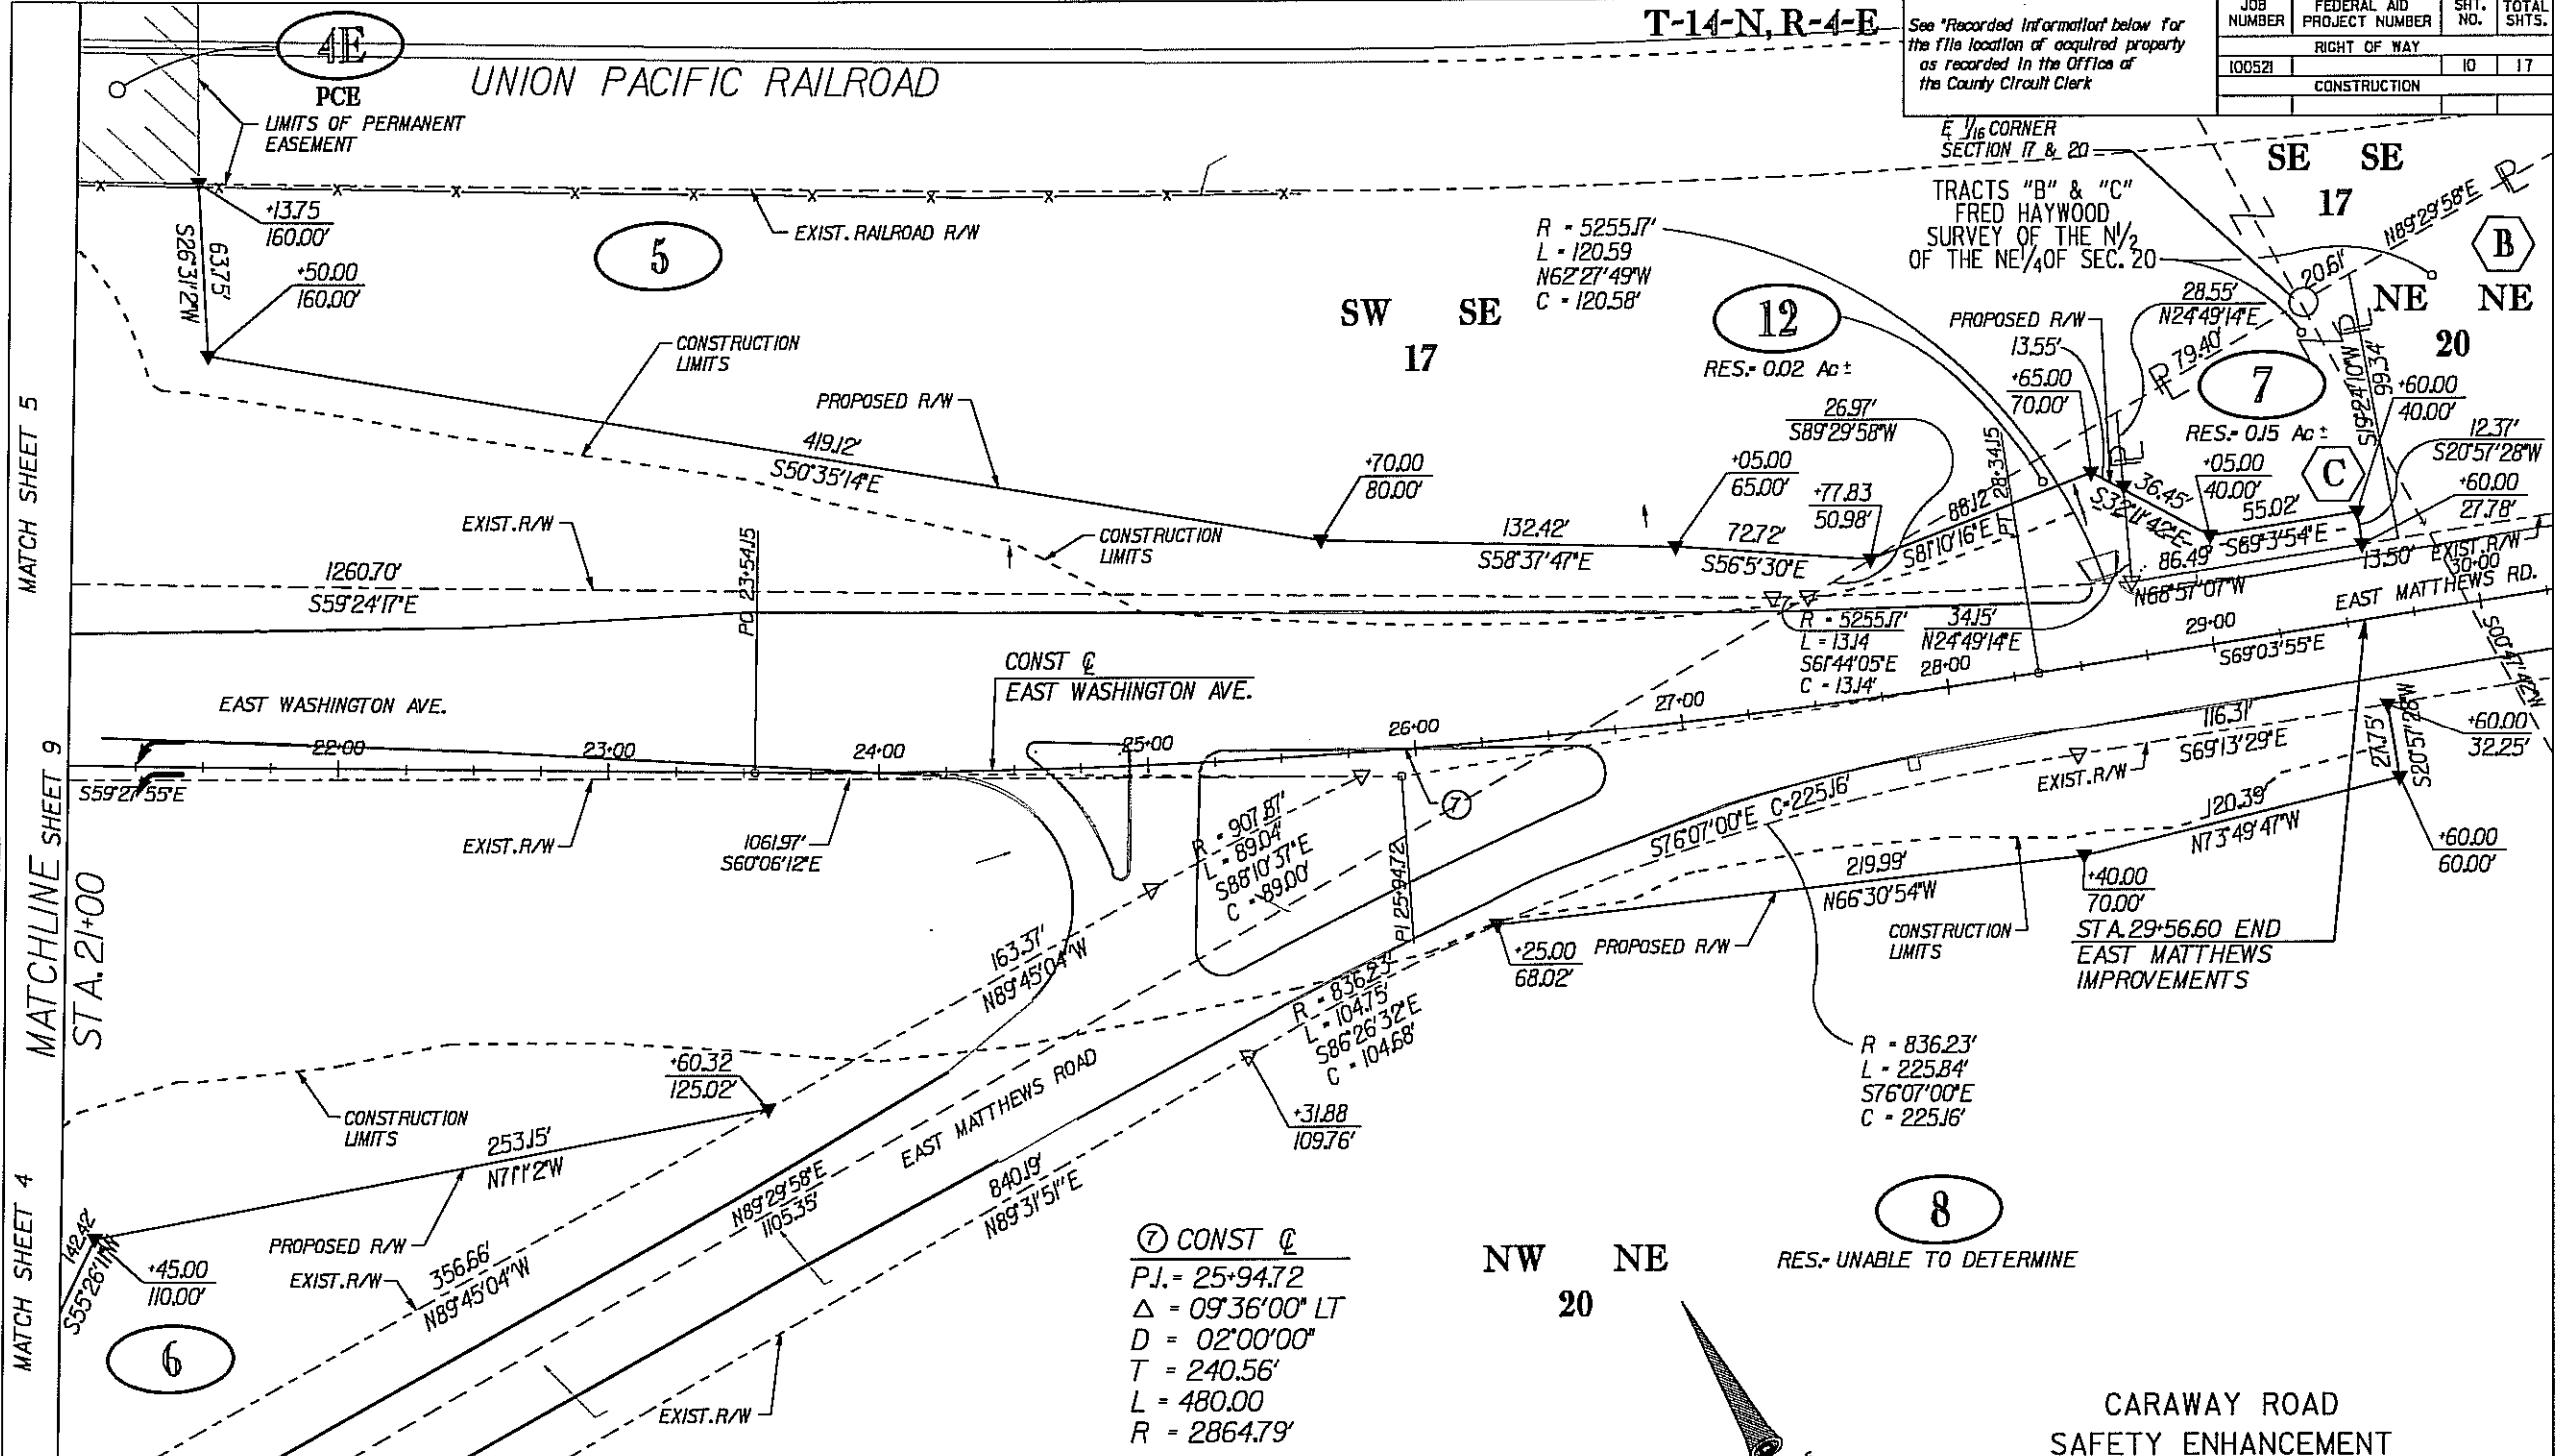 T-14-N, R-4-E
See "Recorded Information" below for
the file location of acquired property
as recorded in the Office of
the County Circuit Clerk
JOB NUMBER
FEDERAL AID PROJECT NUMBER
SHT. NO.
TOTAL SHTS.
RIGHT OF WAY
100521
10
17
CONSTRUCTION
4E
PCE
UNION PACIFIC RAILROAD
LIMITS OF PERMANENT
EASEMENT
+13.75
160.00'
63.75'
S26°31'2"W
+50.00
160.00'
5
EXIST. RAILROAD R/W
E 1/16 CORNER
SECTION 17 & 20
TRACTS "B" & "C"
FRED HAYWOOD
SURVEY OF THE N1/2
OF THE NE1/4 OF SEC. 20
SE SE
17
N89°29'58"E
B
NE NE
20
20.61'
79.40'
99.34'
R = 5255.17'
L = 120.59
N62°27'49"W
C = 120.58'
SW SE
17
12
RES.= 0.02 Ac±
28.55'
N24°49'14"E
PROPOSED R/W
13.55'
+65.00
70.00'
7
RES.= 0.15 Ac±
+60.00
40.00'
12.37'
S20°57'28"W
C
+05.00
40.00'
+60.00
27.78'
CONSTRUCTION
LIMITS
PROPOSED R/W
419.12'
S50°35'14"E
26.97'
S89°29'58"W
+70.00
80.00'
+05.00
65.00'
+77.83
50.98'
132.42'
S58°37'47"E
72.72'
S56°5'30"E
88.12'
S81°10'16"E
PT 28+34.15
36.45'
S32°11'42"E
55.02'
S69°3'54"E
86.49'
N68°57'07"W
13.50'
EXIST. R/W
30+00
EAST MATTHEWS RD.
MATCH SHEET 5
EXIST. R/W
CONSTRUCTION
LIMITS
1260.70'
S59°24'17"E
PC 23+54.15
R = 5255.17'
L = 13.14
S61°44'05"E
C = 13.14'
34.15'
N24°49'14"E
28+00
29+00
S69°03'55"E
S00°47'42"W
CONST ℄
EAST WASHINGTON AVE.
EAST WASHINGTON AVE.
22+00
23+00
24+00
25+00
26+00
27+00
S59°27'55"E
EXIST. R/W
1061.97'
S60°06'12"E
7
116.31'
S69°13'29"E
EXIST. R/W
27.75'
S20°57'26"W
+60.00
32.25'
+60.00
60.00'
MATCHLINE SHEET 9
STA. 21+00
R = 907.87'
L = 89.04'
S88°10'37"E
C = 89.00'
PI 25+94.72
S76°07'00"E C=225.16'
120.39'
N73°49'47"W
219.99'
N66°30'54"W
+40.00
70.00'
163.37'
N89°45'04"W
+25.00
68.02'
PROPOSED R/W
CONSTRUCTION
LIMITS
STA. 29+56.60 END
EAST MATTHEWS
IMPROVEMENTS
R = 836.23'
L = 104.75'
S86°26'32"E
C = 104.68'
R = 836.23'
L = 225.84'
S76°07'00"E
C = 225.16'
+60.32
125.02'
CONSTRUCTION
LIMITS
253.15'
N71°1'2"W
EAST MATTHEWS ROAD
+31.88
109.76'
N89°29'58"E
1105.35'
840.19'
N89°31'51"E
MATCH SHEET 4
142.42'
+45.00
110.00'
PROPOSED R/W
EXIST. R/W
356.66'
N89°45'04"W
6
8
RES.= UNABLE TO DETERMINE
NW NE
20
EXIST. R/W
7 CONST ℄
P.I. = 25+94.72
Δ = 09°36'00" LT
D = 02°00'00"
T = 240.56'
L = 480.00
R = 2864.79'
CARAWAY ROAD
SAFETY ENHANCEMENT